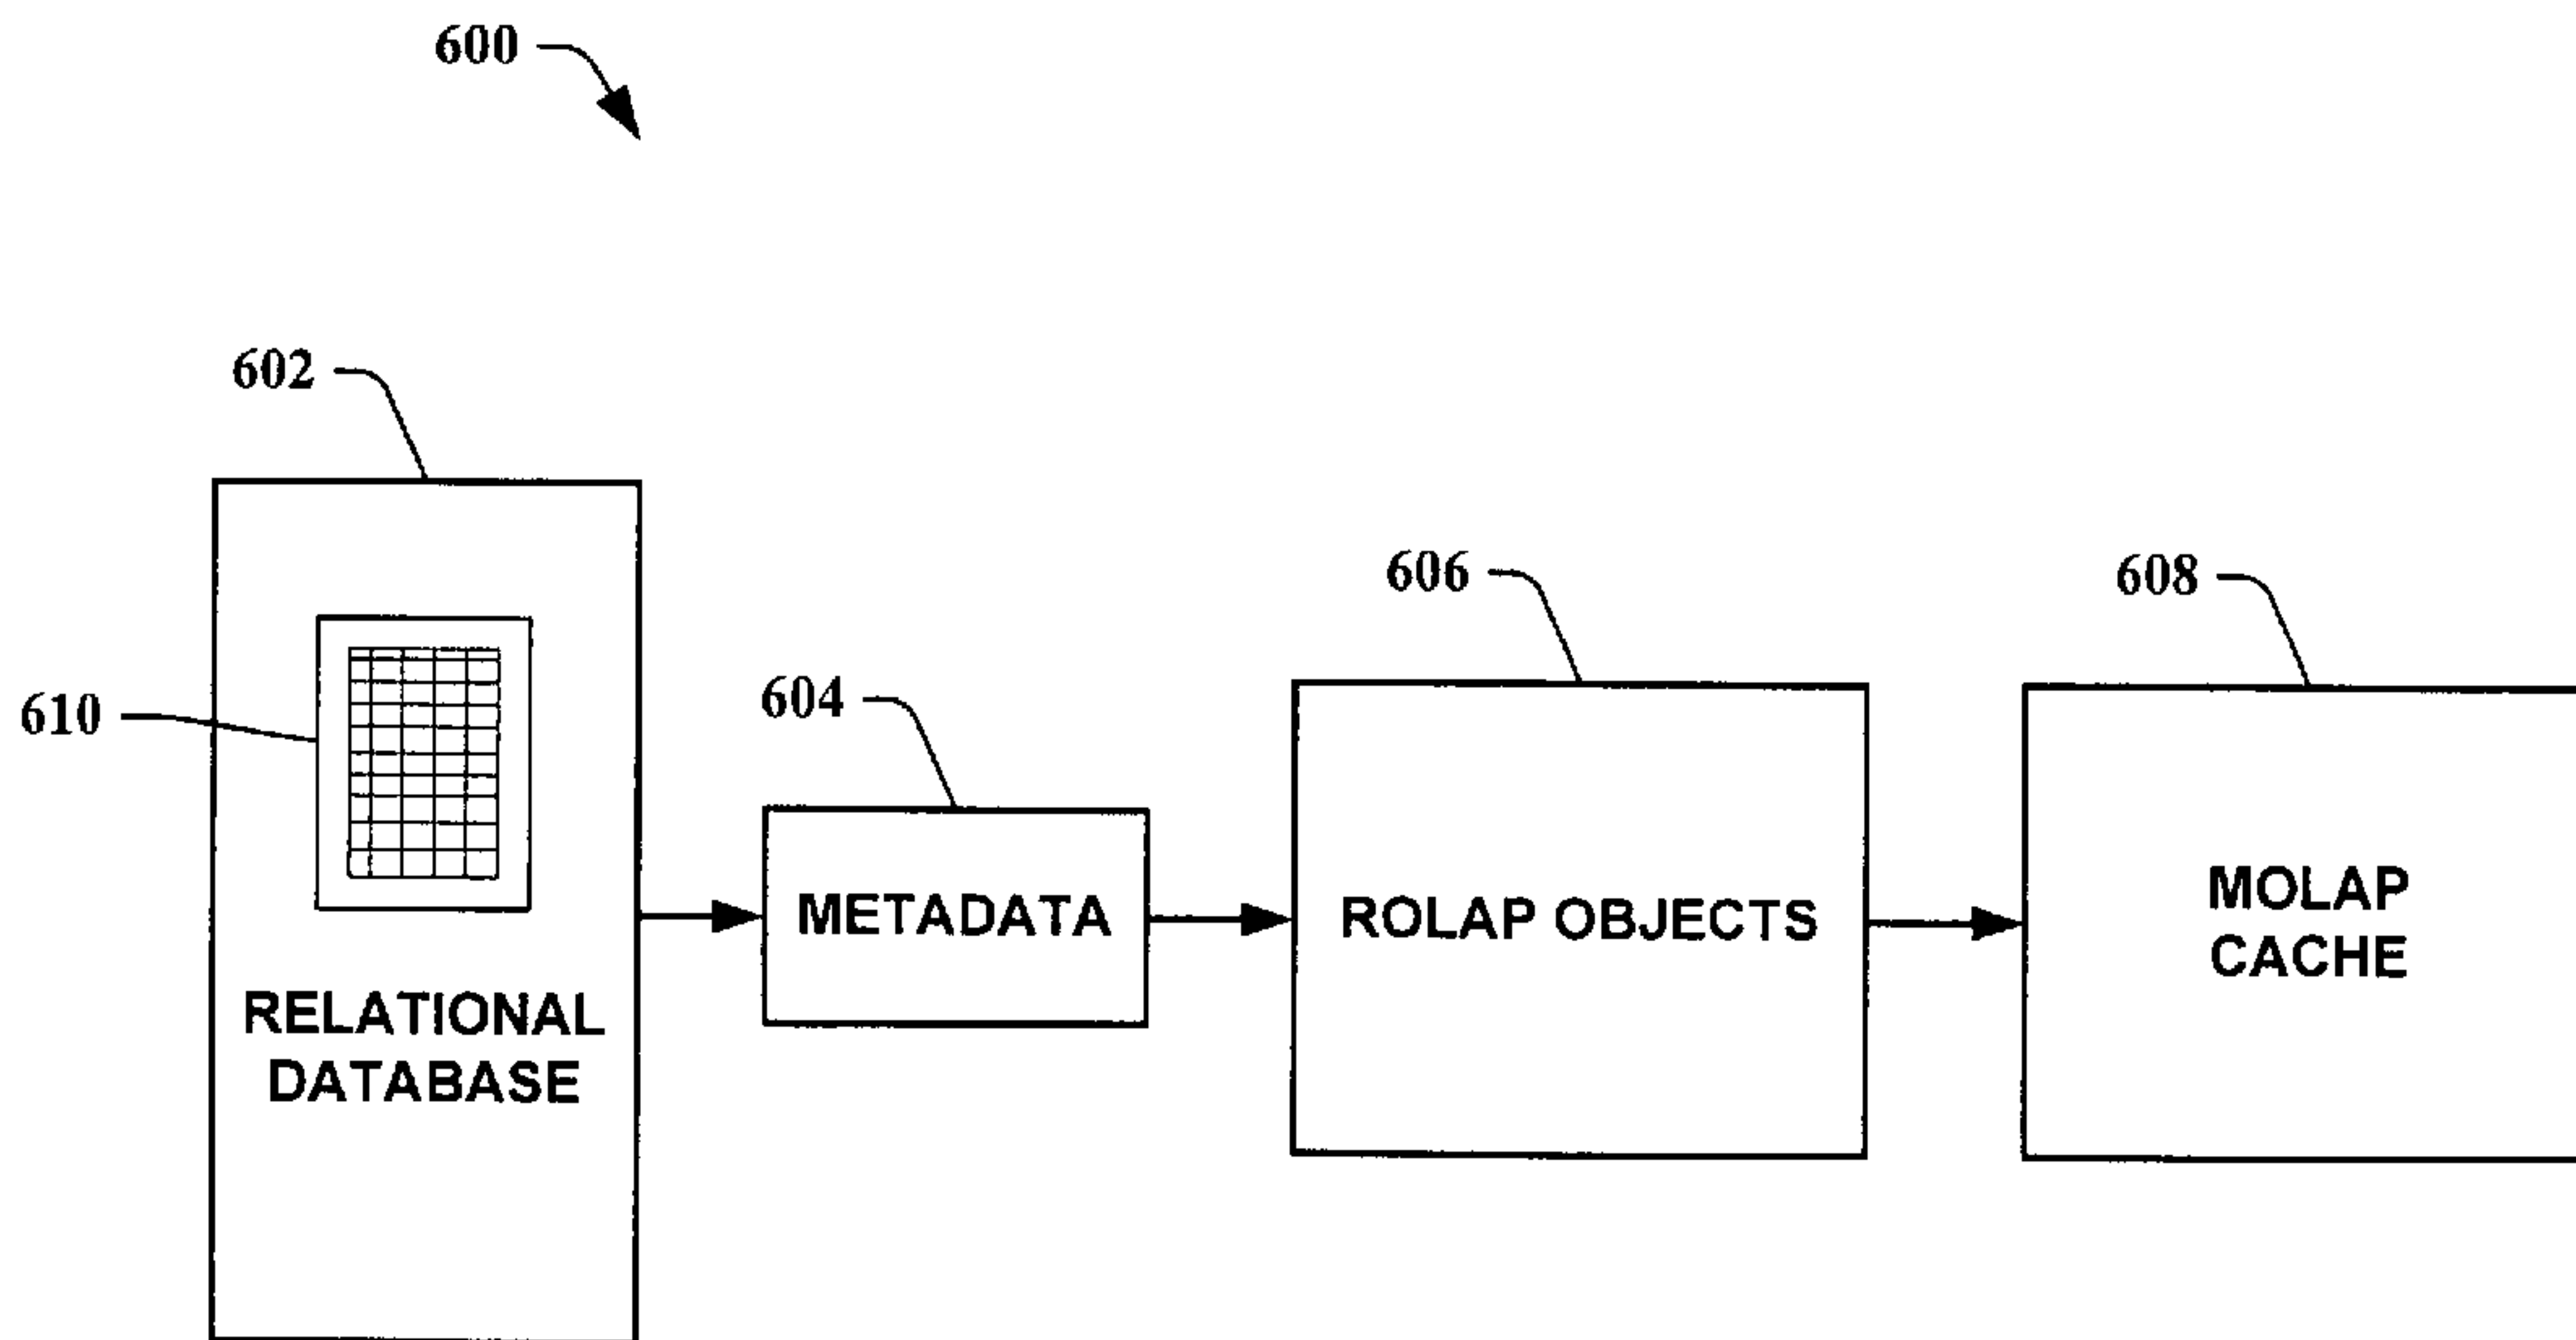 600
602
610
RELATIONAL
DATABASE
604
METADATA
606
ROLAP OBJECTS
608
MOLAP
CACHE